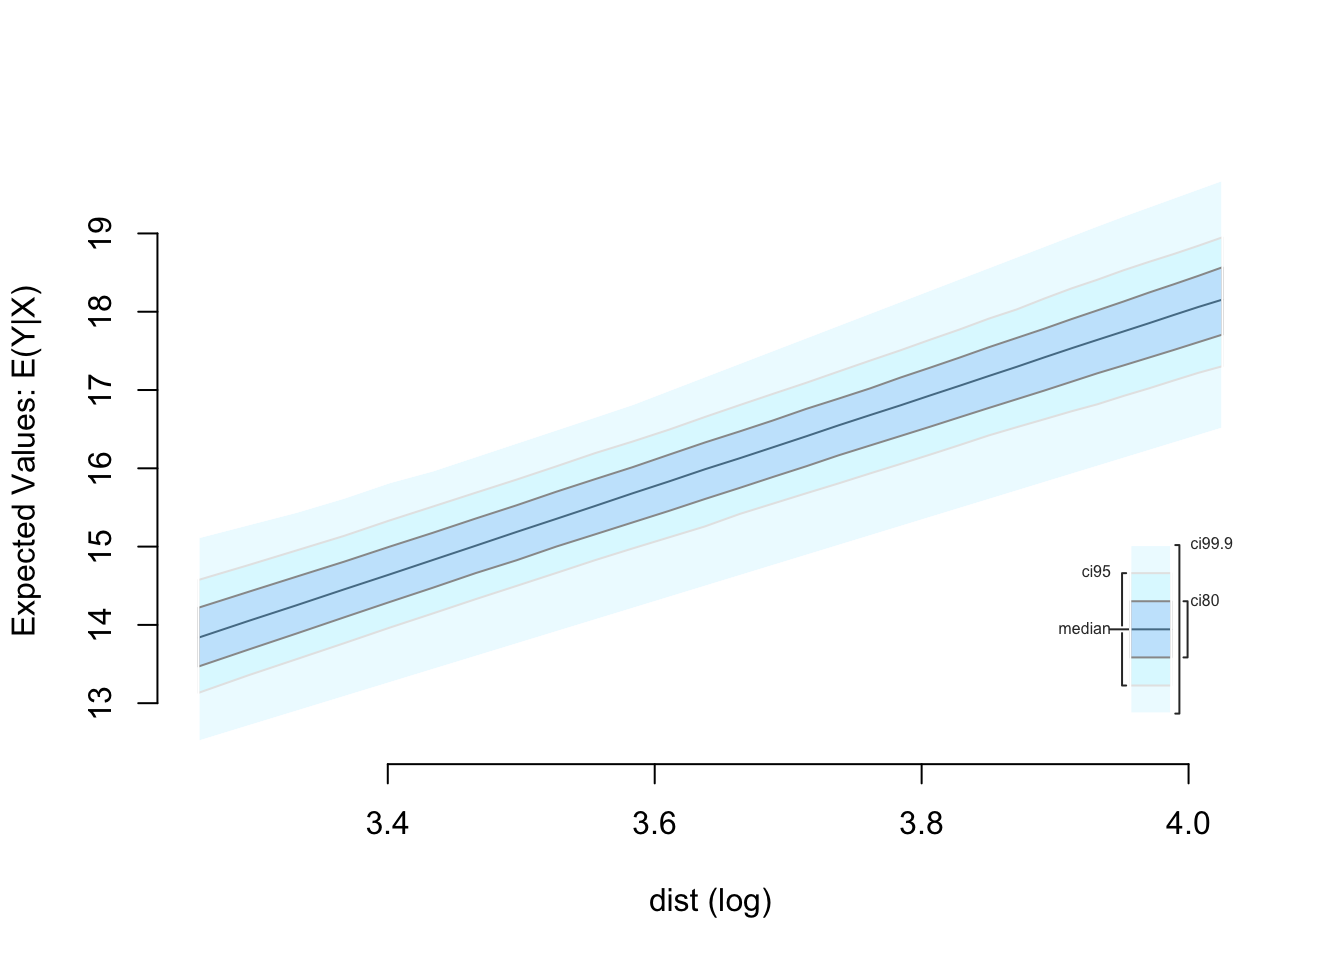 Expected Values: E(Y|X)
19
18
17
16
15
14
13
ci99.9
ci95
ci80
median
3.4 3.6 3.8 4.0
dist (log)